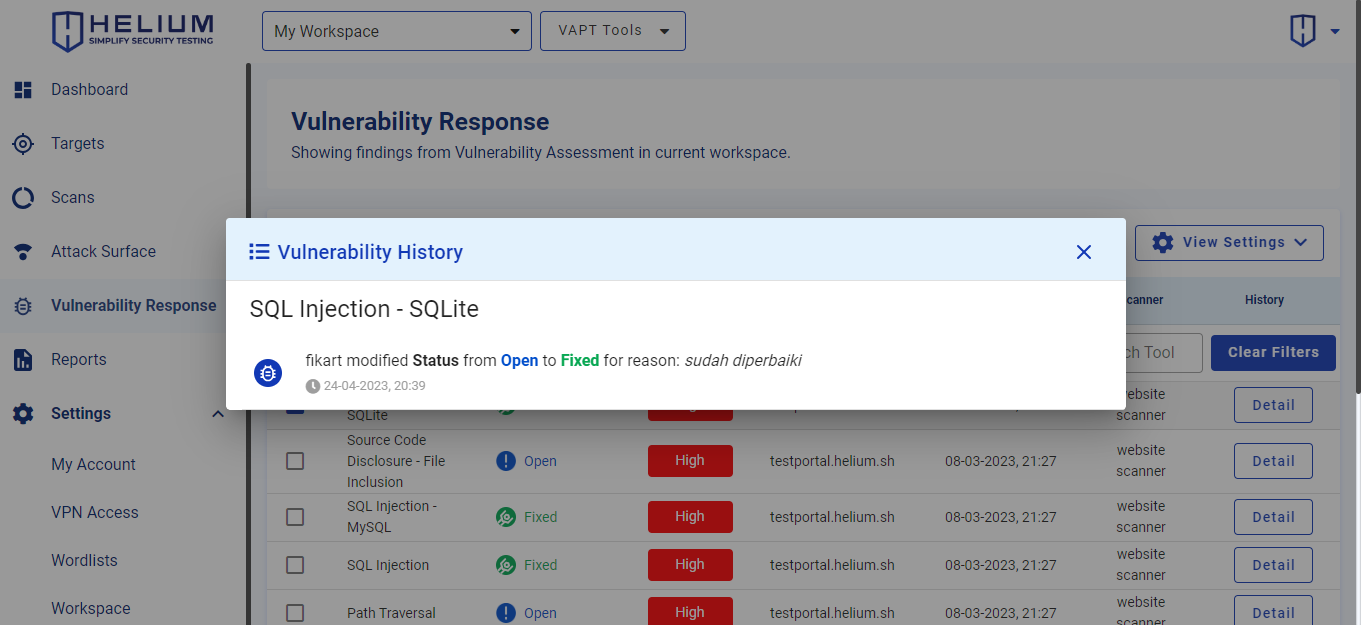 HELIUM
SIMPLIFY SECURITY TESTING
My Workspace
VAPT Tools
Dashboard
Targets
Scans
Attack Surface
Vulnerability Response
Reports
Settings
My Account
VPN Access
Wordlists
Workspace
Vulnerability Response
Showing findings from Vulnerability Assessment in current workspace.
View Settings
History
Tool
Clear Filters
Vulnerability History
SQL Injection - SQLite
fikart modified Status from Open to Fixed for reason: sudah diperbaiki
24-04-2023, 20:39
SQLite
website
scanner
Detail
Source Code
Disclosure - File
Inclusion
Open
High
testportal.helium.sh
08-03-2023, 21:27
website
scanner
Detail
SQL Injection -
MySQL
Fixed
High
testportal.helium.sh
08-03-2023, 21:27
website
scanner
Detail
SQL Injection
Fixed
High
testportal.helium.sh
08-03-2023, 21:27
website
scanner
Detail
Path Traversal
Open
High
testportal.helium.sh
08-03-2023, 21:27
website
scanner
Detail